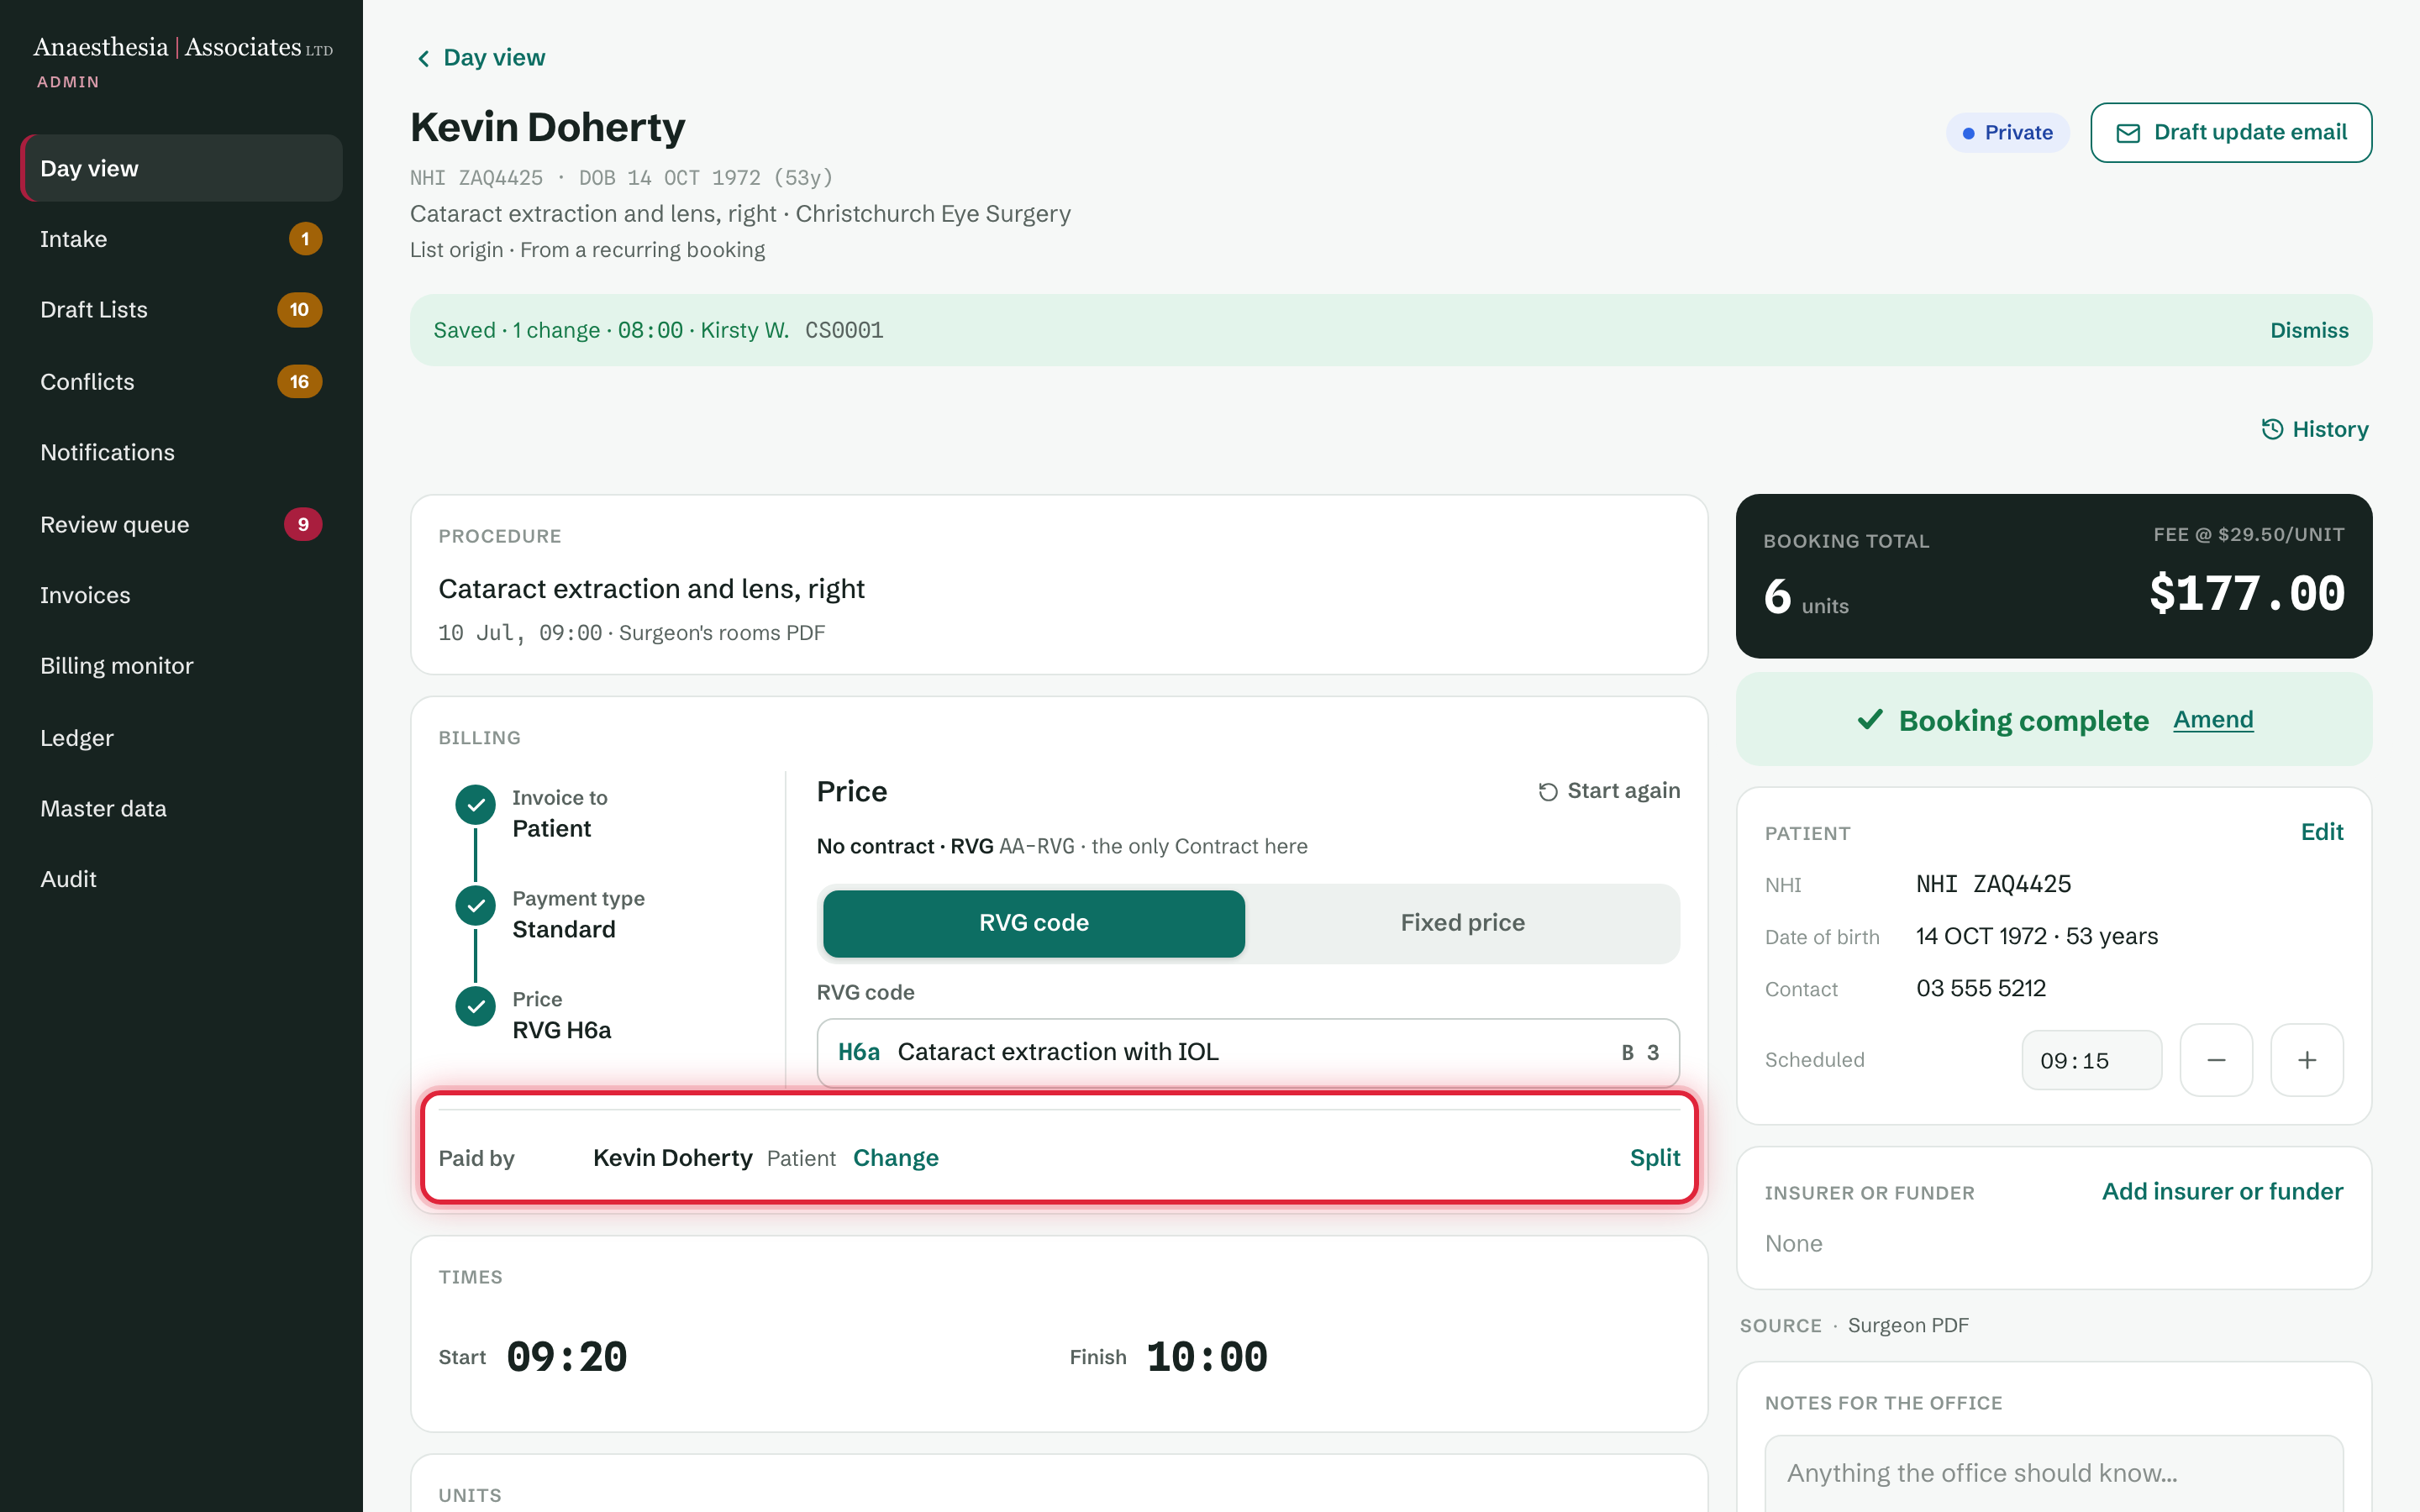 Anaesthesia | Associates LTD
ADMIN
Day view
Intake 1
Draft Lists 10
Conflicts 16
Notifications
Review queue 9
Invoices
Billing monitor
Ledger
Master data
Audit
Day view
Kevin Doherty
Private
Draft update email
NHI ZAQ4425 · DOB 14 OCT 1972 (53y)
Cataract extraction and lens, right · Christchurch Eye Surgery
List origin · From a recurring booking
Saved · 1 change · 08:00 · Kirsty W. CS0001 Dismiss
History
PROCEDURE
Cataract extraction and lens, right
10 Jul, 09:00 · Surgeon's rooms PDF
BILLING
Invoice to
Patient
Payment type
Standard
Price
RVG H6a
Price
Start again
No contract · RVG AA-RVG · the only Contract here
RVG code Fixed price
RVG code
H6a Cataract extraction with IOL B 3
Paid by Kevin Doherty Patient Change Split
TIMES
Start 09:20 Finish 10:00
UNITS
BOOKING TOTAL FEE @ $29.50/UNIT
6 units $177.00
Booking complete Amend
PATIENT Edit
NHI NHI ZAQ4425
Date of birth 14 OCT 1972 · 53 years
Contact 03 555 5212
Scheduled 09:15 − +
INSURER OR FUNDER Add insurer or funder
None
SOURCE · Surgeon PDF
NOTES FOR THE OFFICE
Anything the office should know...